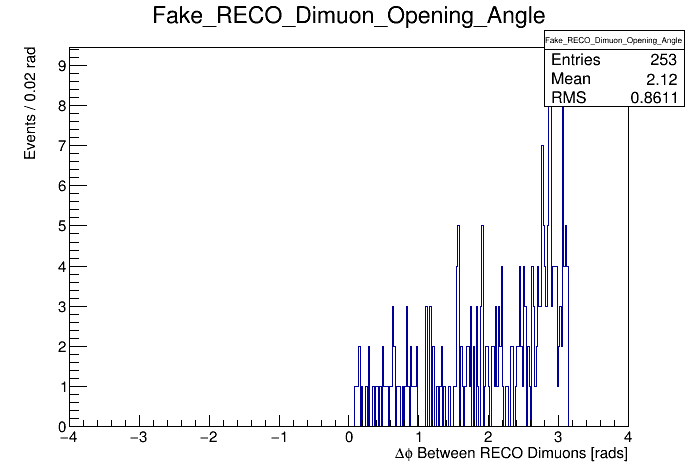 Fake_RECO_Dimuon_Opening_Angle
Fake_RECO_Dimuon_Opening_Angle
Entries 253
Mean 2.12
RMS 0.8611
Events / 0.02 rad
9
8
7
6
5
4
3
2
1
0
−4 −3 −2 −1 0 1 2 3 4
Δϕ Between RECO Dimuons [rads]